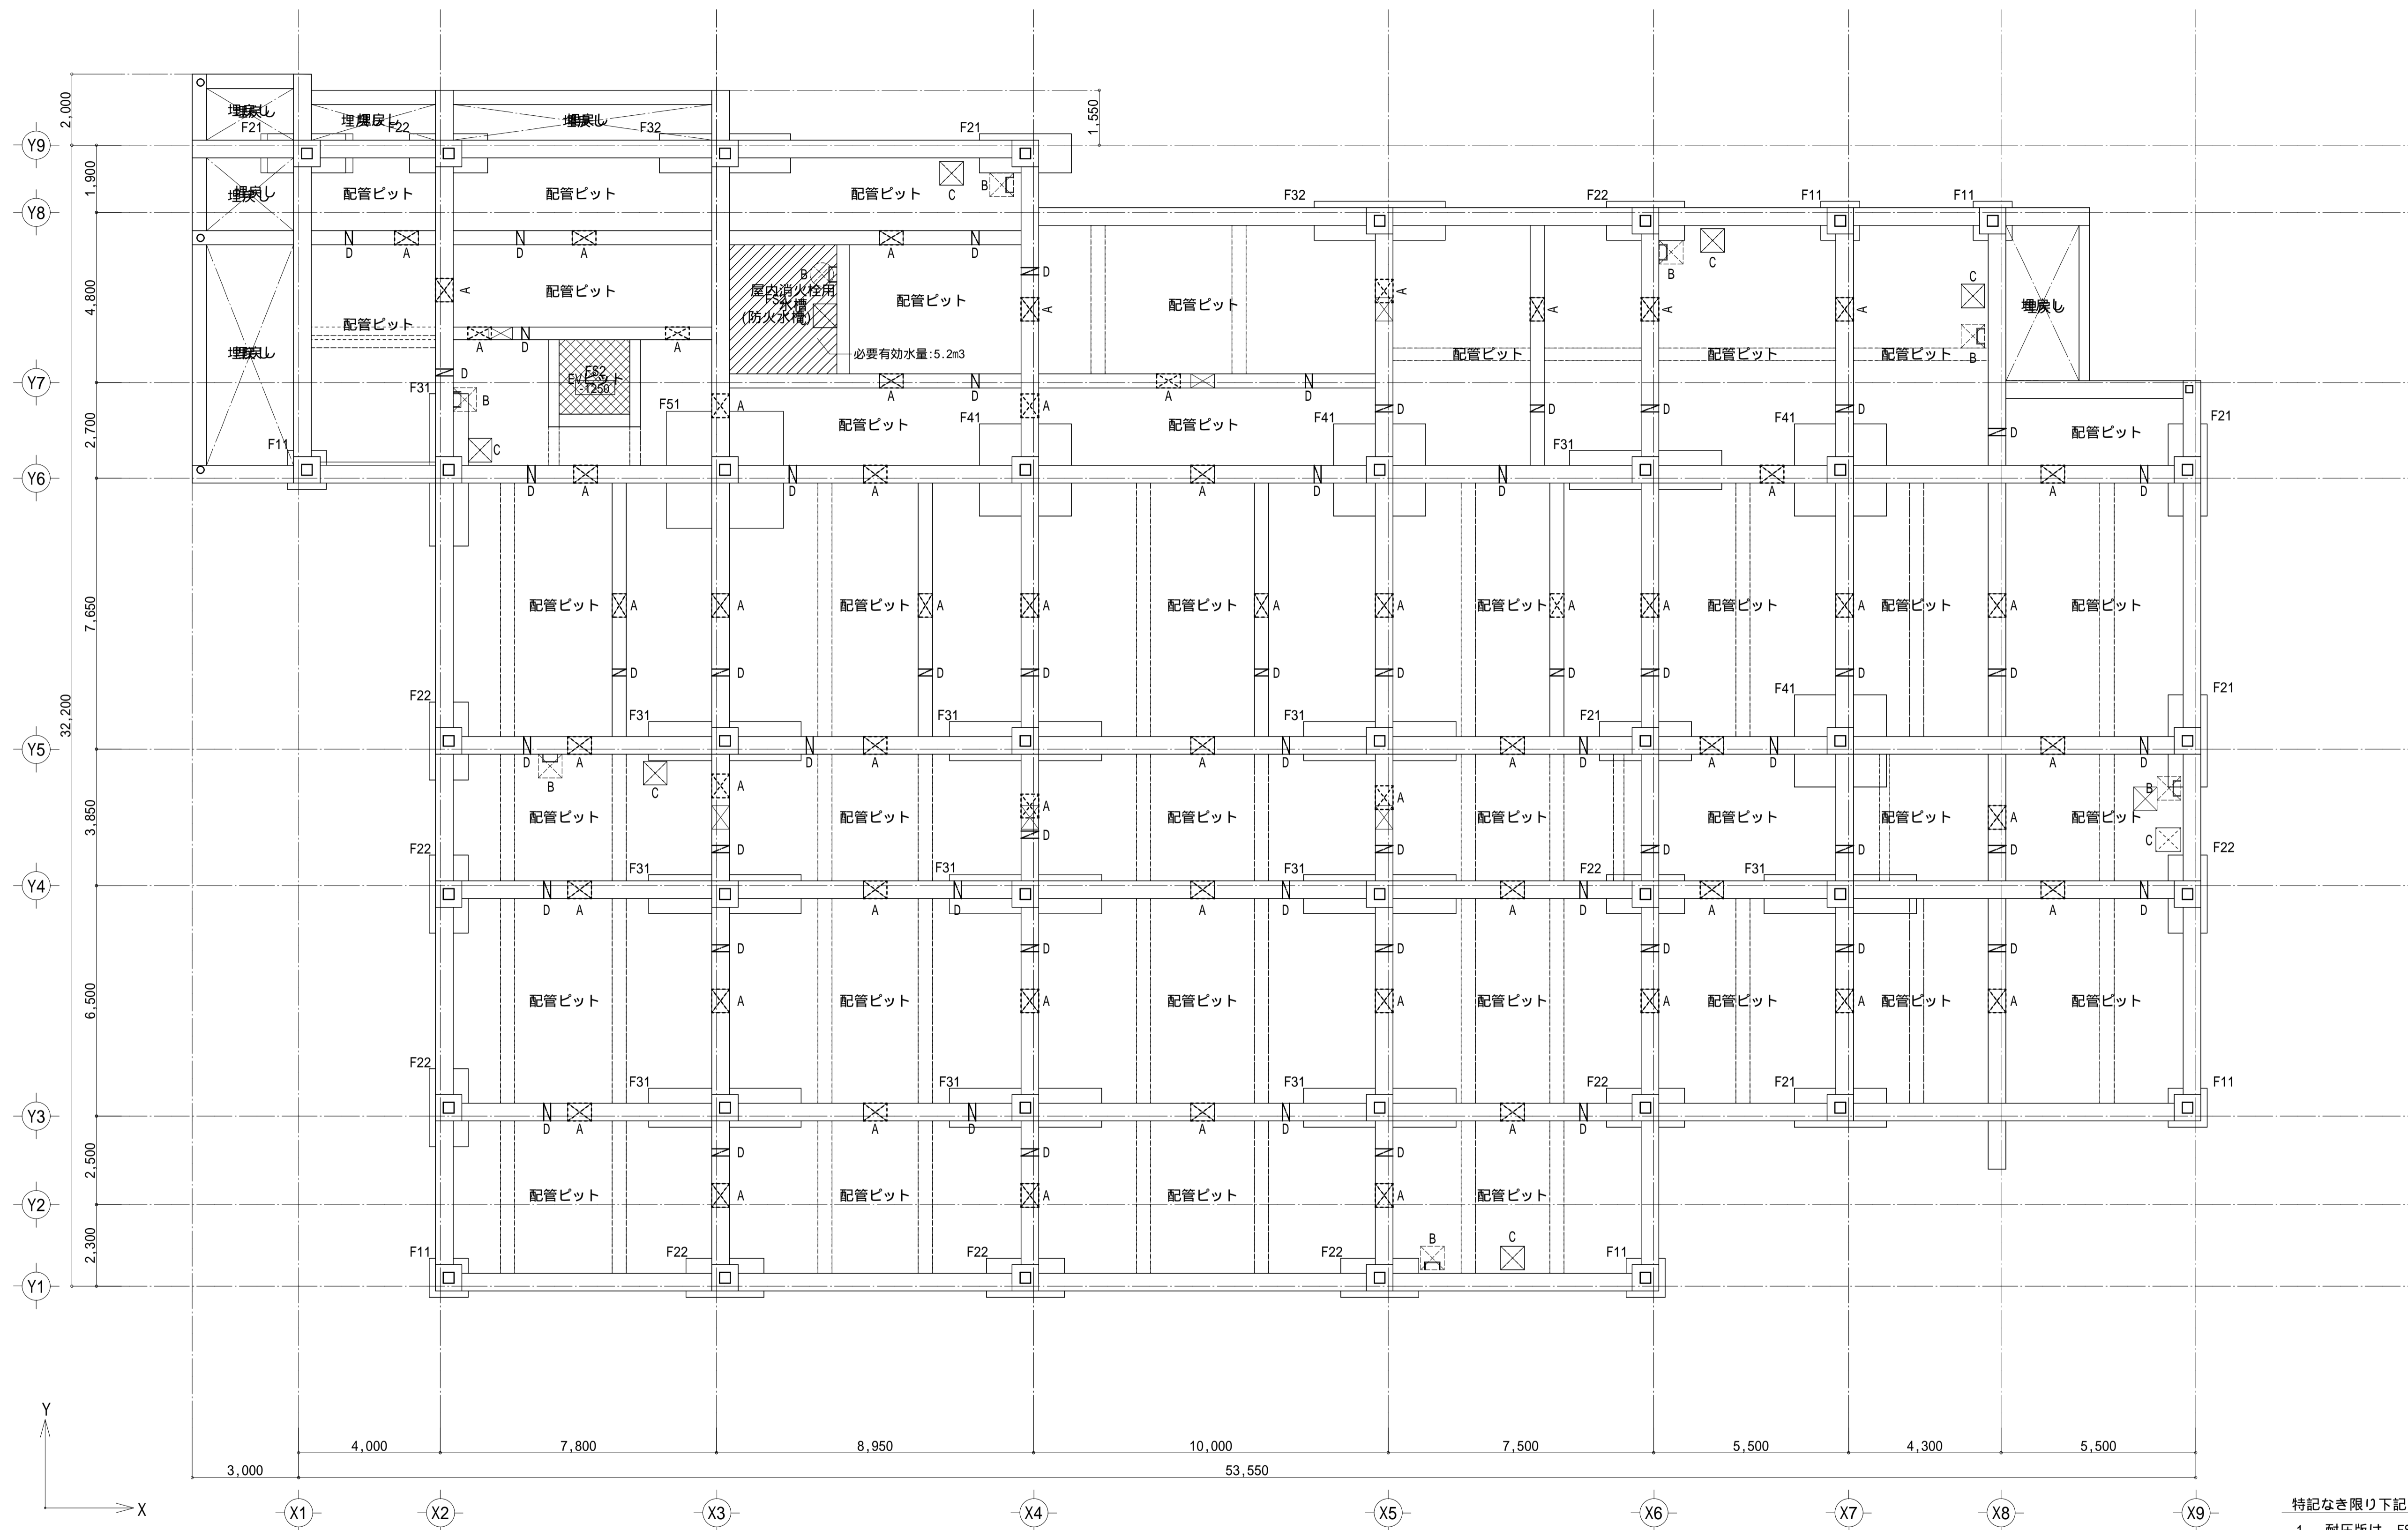 2,000
1,550
埋戻し
埋戻し 埋戻し
F21 F22 F32 F21
Y9
1,900
埋戻し 配管ピット 配管ピット 配管ピット C B
F32 F22 F11 F11
Y8
D A D A A D
B C
4,800
A 配管ピット B 配管ピット D A 配管ピット A A A A C
屋内消火栓用
水槽
(防火水槽)
配管ピット
埋戻し
埋戻し
A D A
必要有効水量:5.2m3
配管ピット 配管ピット 配管ピット B
FS2
EVピット
-1250
D
Y7
F31 B F51 A A D A D
D D D D
2,700
F11 C 配管ピット F41 配管ピット F41 F31 F41 D 配管ピット F21
Y6
D A D A A D D A A D
7,650
配管ピット A A 配管ピット A A 配管ピット A A 配管ピット A A 配管ピット A 配管ピット A 配管ピット
D D D D D D D D D D D
32,200
F22 F31 F31 F31 F21 F41 F21
Y5
D A D A A D A D A D A D
B C A A A B
3,850
配管ピット 配管ピット 配管ピット 配管ピット 配管ピット 配管ピット A 配管ピット
C
F22 D D D D D D F22
F31 F31 F31 F22 F31
Y4
D A A D A D A D A A D
D D D D D D
6,500
配管ピット A 配管ピット A 配管ピット A 配管ピット A 配管ピット A 配管ピット A 配管ピット
F22 F31 F31 F31 F22 F21 F11
Y3
D A A D A D A D
2,500
D D D
配管ピット A 配管ピット A 配管ピット A 配管ピット
Y2
2,300
F11 F22 F22 F22 B C F11
Y1
Y
X
4,000 7,800 8,950 10,000 7,500 5,500 4,300 5,500
3,000 53,550
X1 X2 X3 X4 X5 X6 X7 X8 X9
特記なき限り下記